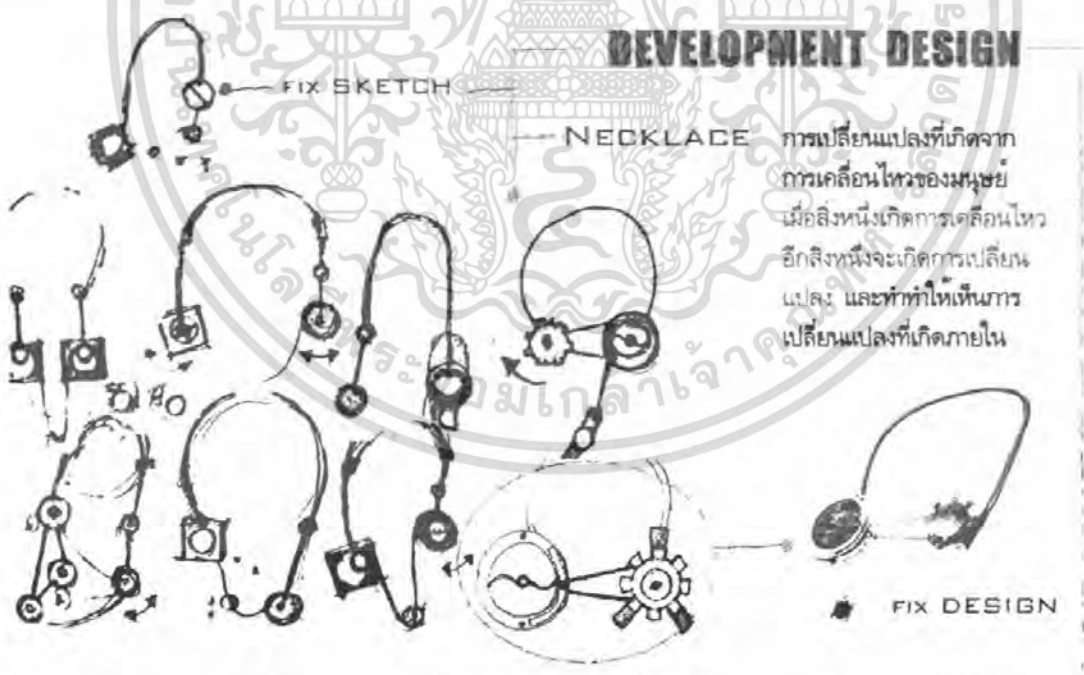 DEVELOPMENT DESIGN
FIX SKETCH
NECKLACE
การเปลี่ยนแปลงที่เกิดจาก
การเคลื่อนไหวของมนุษย์
เมื่อสิ่งหนึ่งเกิดการเคลื่อนไหว
อีกสิ่งหนึ่งจะเกิดการเปลี่ยน
แปลง และทำทำให้เห็นการ
เปลี่ยนแปลงที่เกิดภายใน
FIX DESIGN